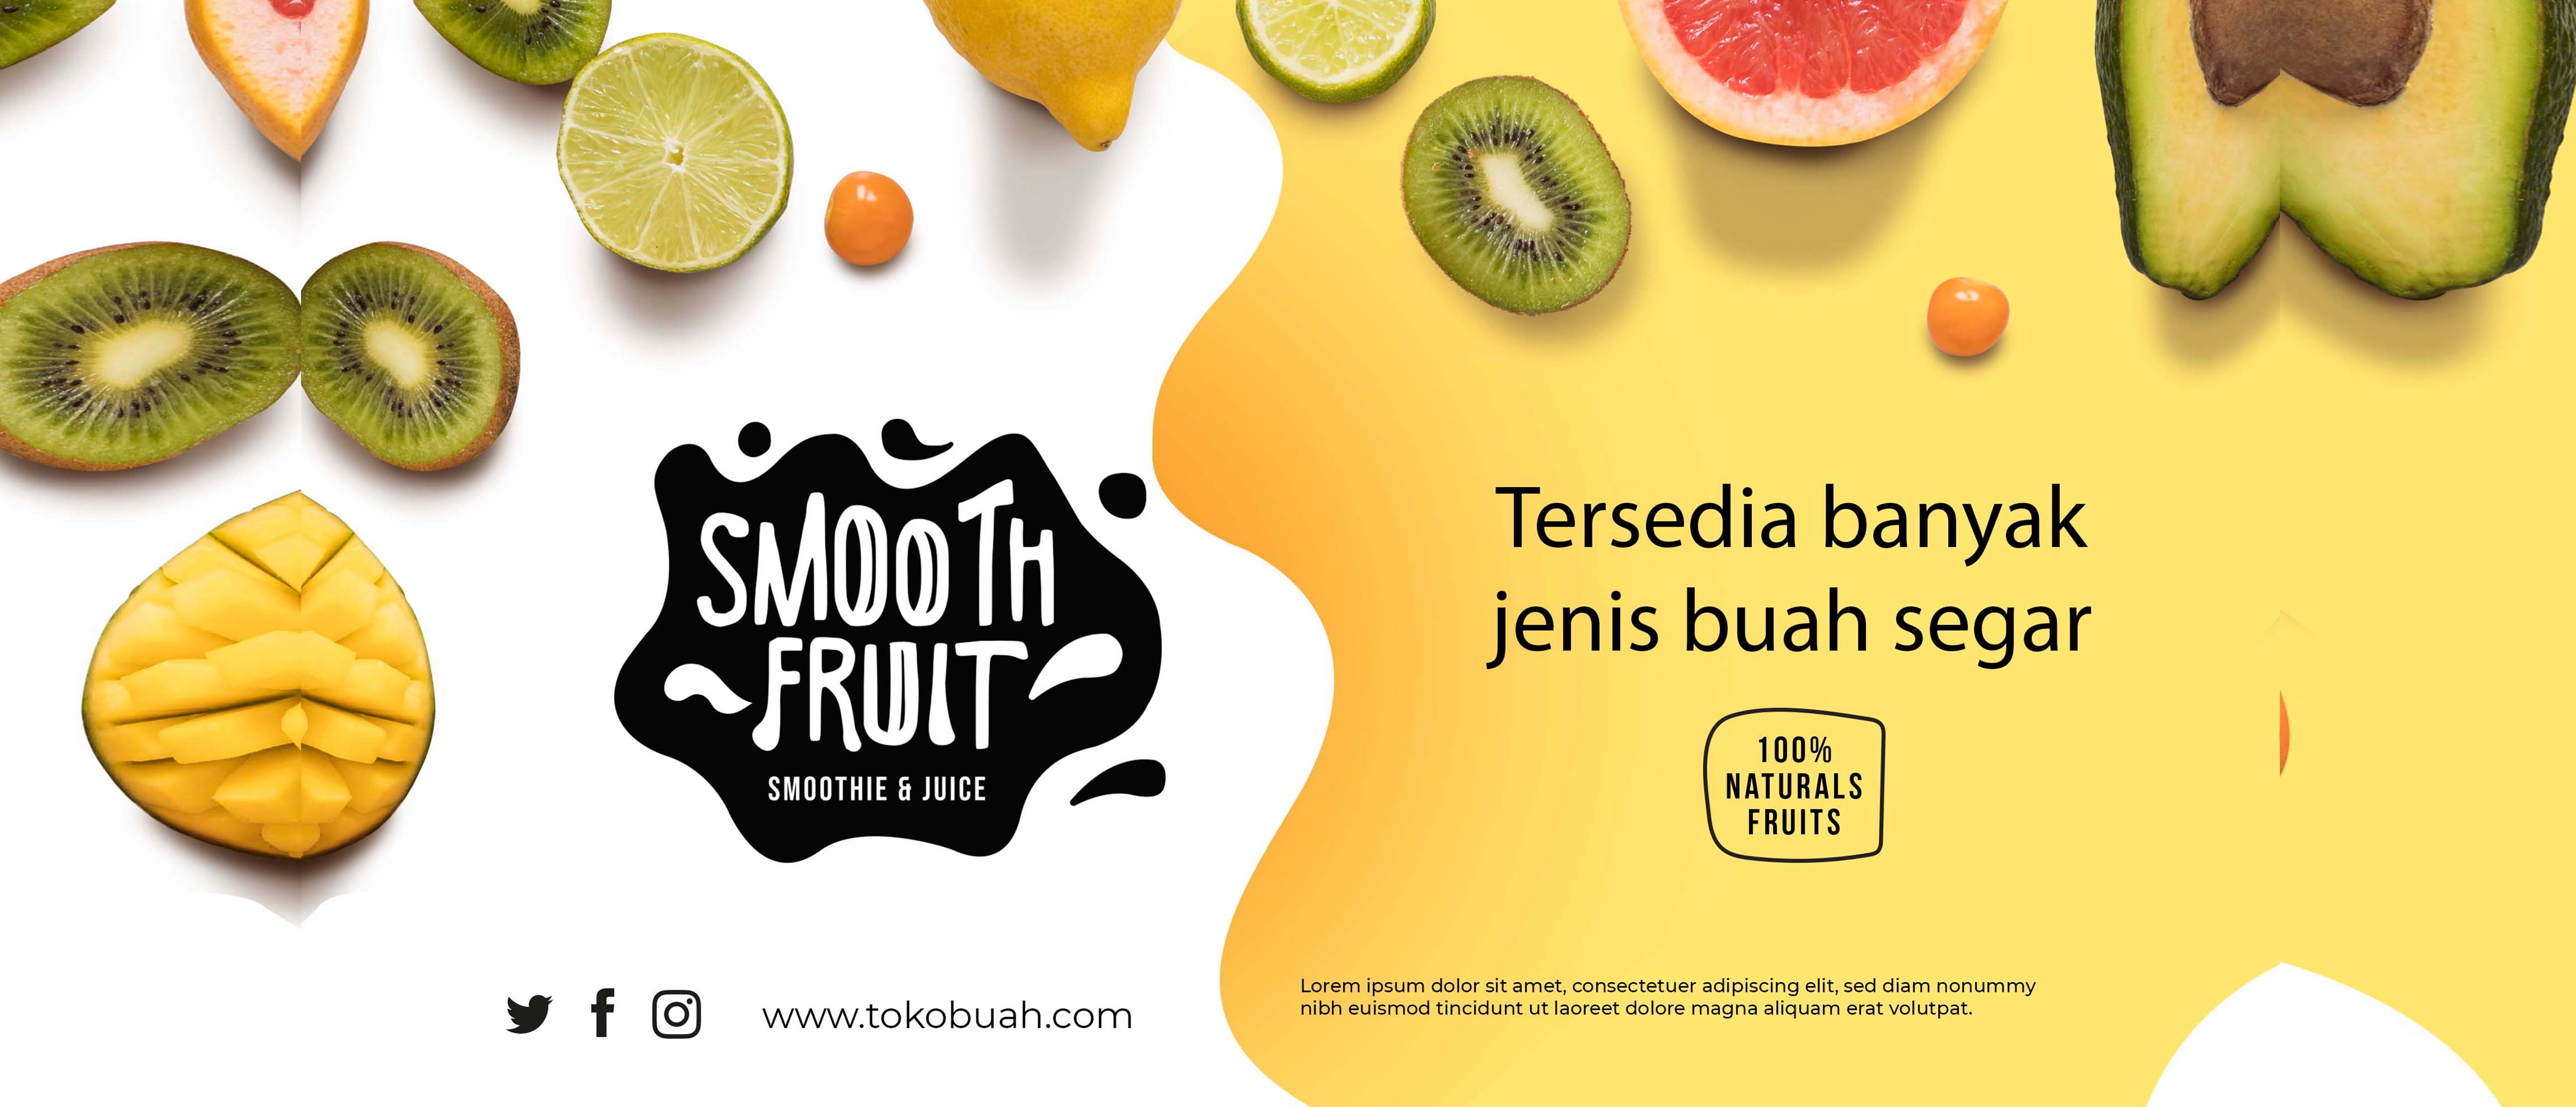 SMOOTH
FRUIT
SMOOTHIE & JUICE
www.tokobuah.com
Tersedia banyak
jenis buah segar
100%
NATURALS
FRUITS
Lorem ipsum dolor sit amet, consectetuer adipiscing elit, sed diam nonummy
nibh euismod tincidunt ut laoreet dolore magna aliquam erat volutpat.